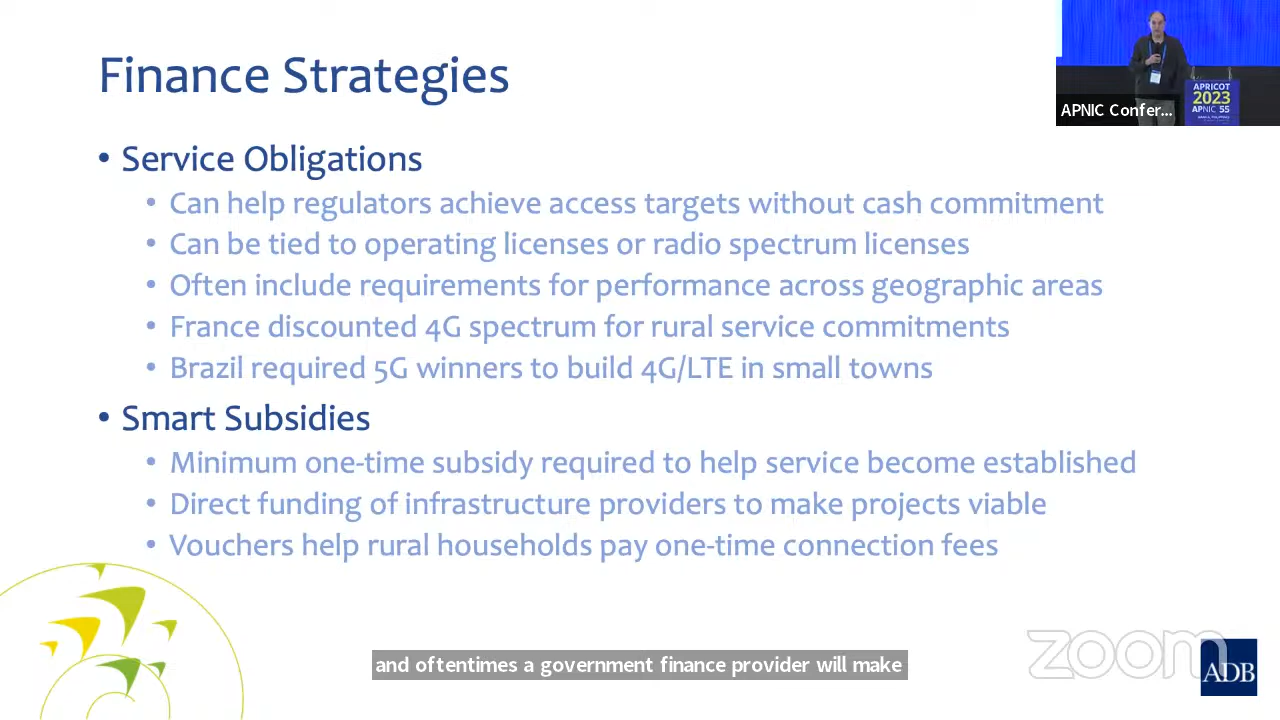 Finance Strategies
APNIC Confer...
APRICOT
2023
APNIC 55
• Service Obligations
• Can help regulators achieve access targets without cash commitment
• Can be tied to operating licenses or radio spectrum licenses
• Often include requirements for performance across geographic areas
• France discounted 4G spectrum for rural service commitments
• Brazil required 5G winners to build 4G/LTE in small towns
• Smart Subsidies
• Minimum one-time subsidy required to help service become established
• Direct funding of infrastructure providers to make projects viable
• Vouchers help rural households pay one-time connection fees
and oftentimes a government finance provider will make
zoom
ADB